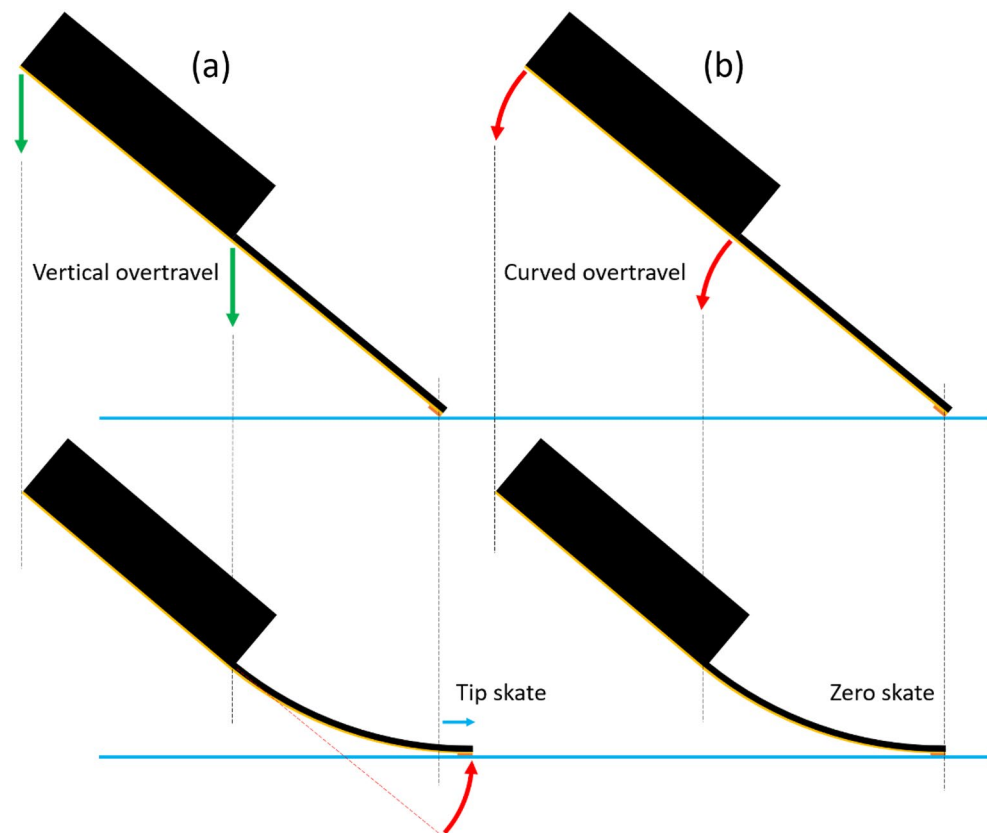 (a)
(b)
Vertical overtravel
Curved overtravel
Tip skate
Zero skate